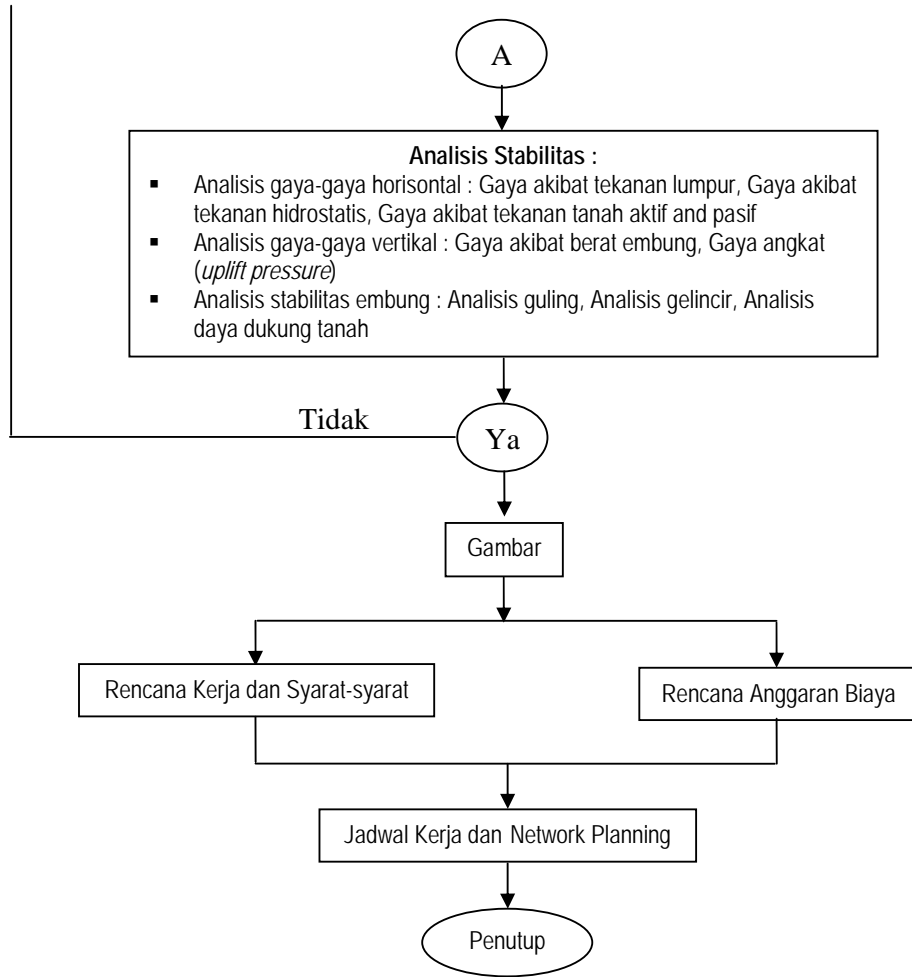 A
Analisis Stabilitas :
▪ Analisis gaya-gaya horisontal : Gaya akibat tekanan lumpur, Gaya akibat
tekanan hidrostatis, Gaya akibat tekanan tanah aktif and pasif
▪ Analisis gaya-gaya vertikal : Gaya akibat berat embung, Gaya angkat
(uplift pressure)
▪ Analisis stabilitas embung : Analisis guling, Analisis gelincir, Analisis
daya dukung tanah
Tidak
Ya
Gambar
Rencana Kerja dan Syarat-syarat
Rencana Anggaran Biaya
Jadwal Kerja dan Network Planning
Penutup